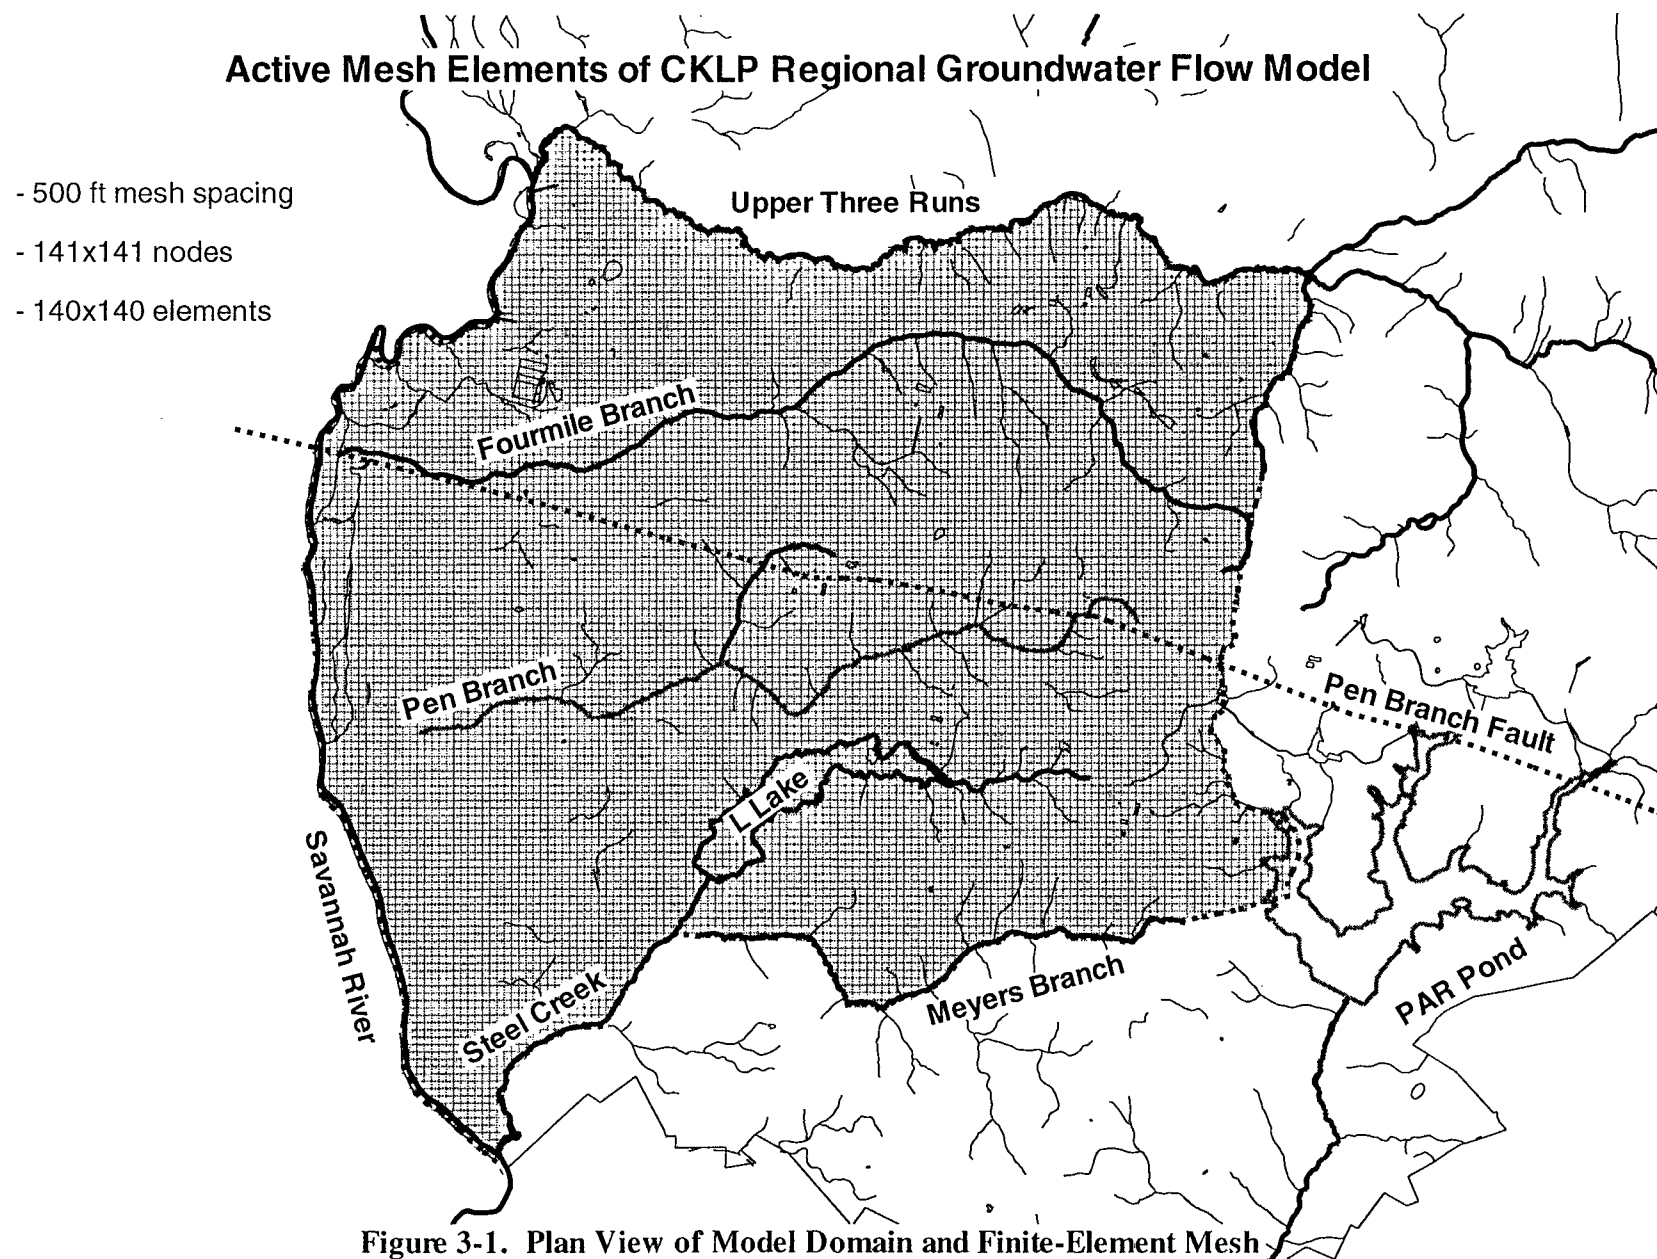 Active Mesh Elements of CKLP Regional Groundwater Flow Model
- 500 ft mesh spacing
- 141x141 nodes
- 140x140 elements
Upper Three Runs
Fourmile Branch
Pen Branch
Pen Branch Fault
L Lake
Savannah River
Steel Creek
Meyers Branch
PAR Pond
Figure 3-1. Plan View of Model Domain and Finite-Element Mesh